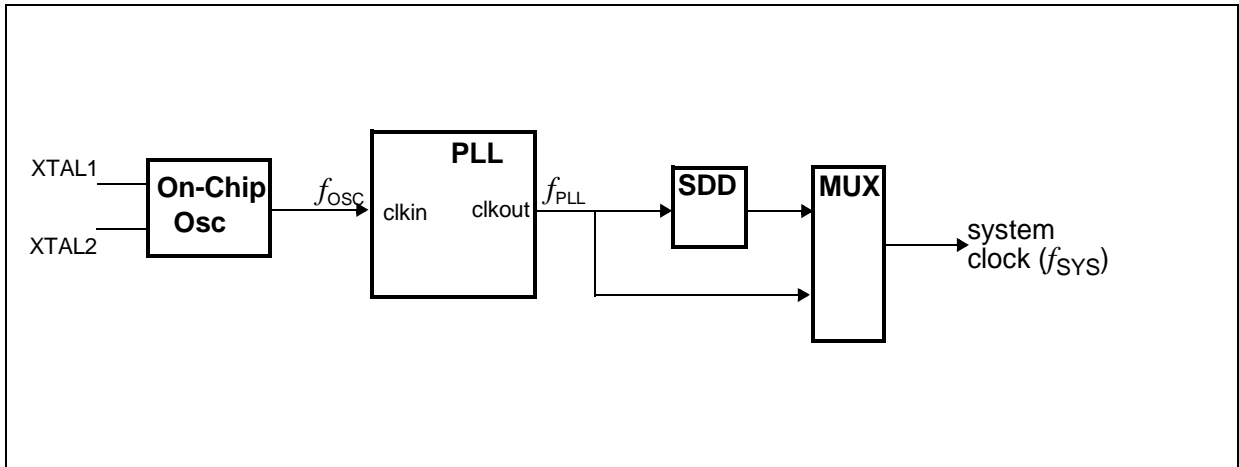 XTAL1
XTAL2
On-Chip
Osc
fOSC
PLL
clkin
clkout
fPLL
SDD
MUX
system
clock (fSYS)